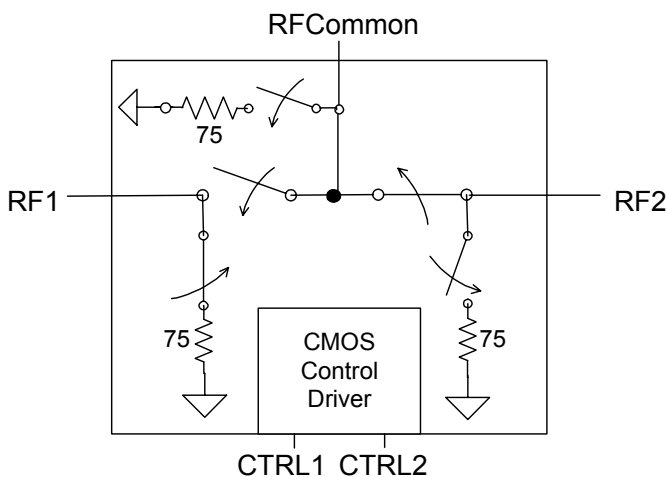 RFCommon
75
RF1
RF2
75
75
CMOS
Control
Driver
CTRL1 CTRL2